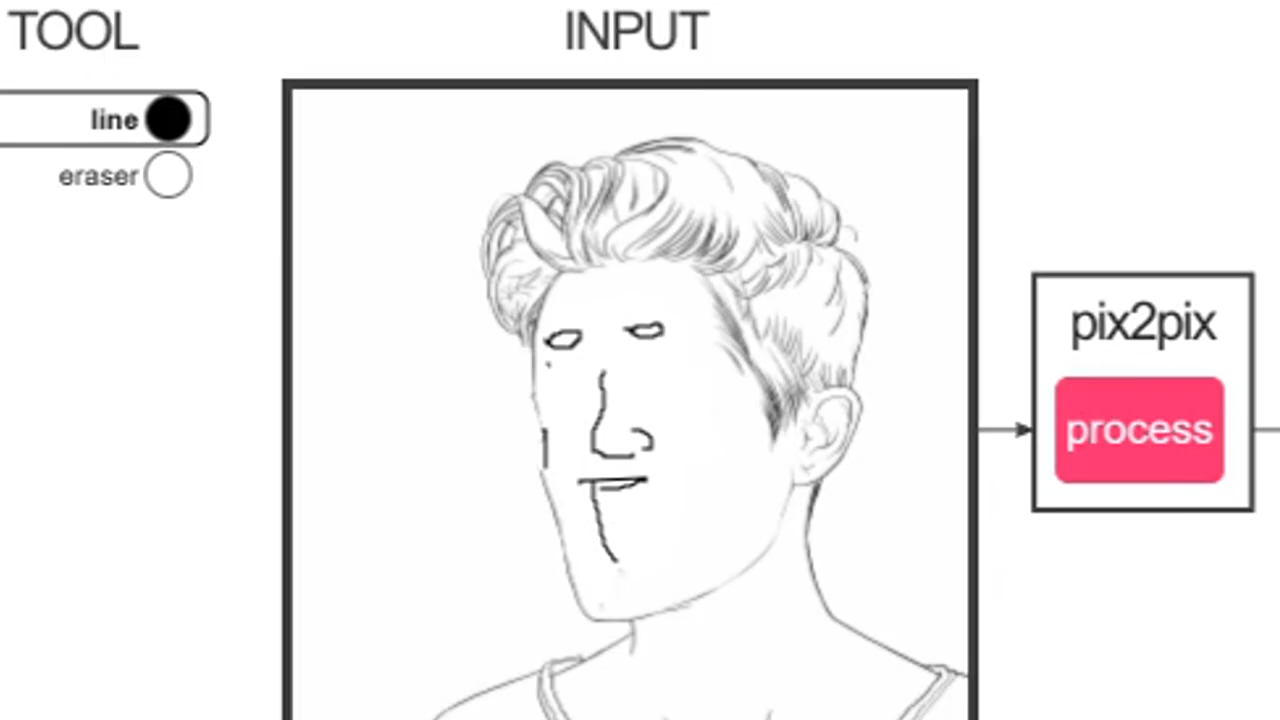 TOOL
INPUT
line
eraser
pix2pix
process